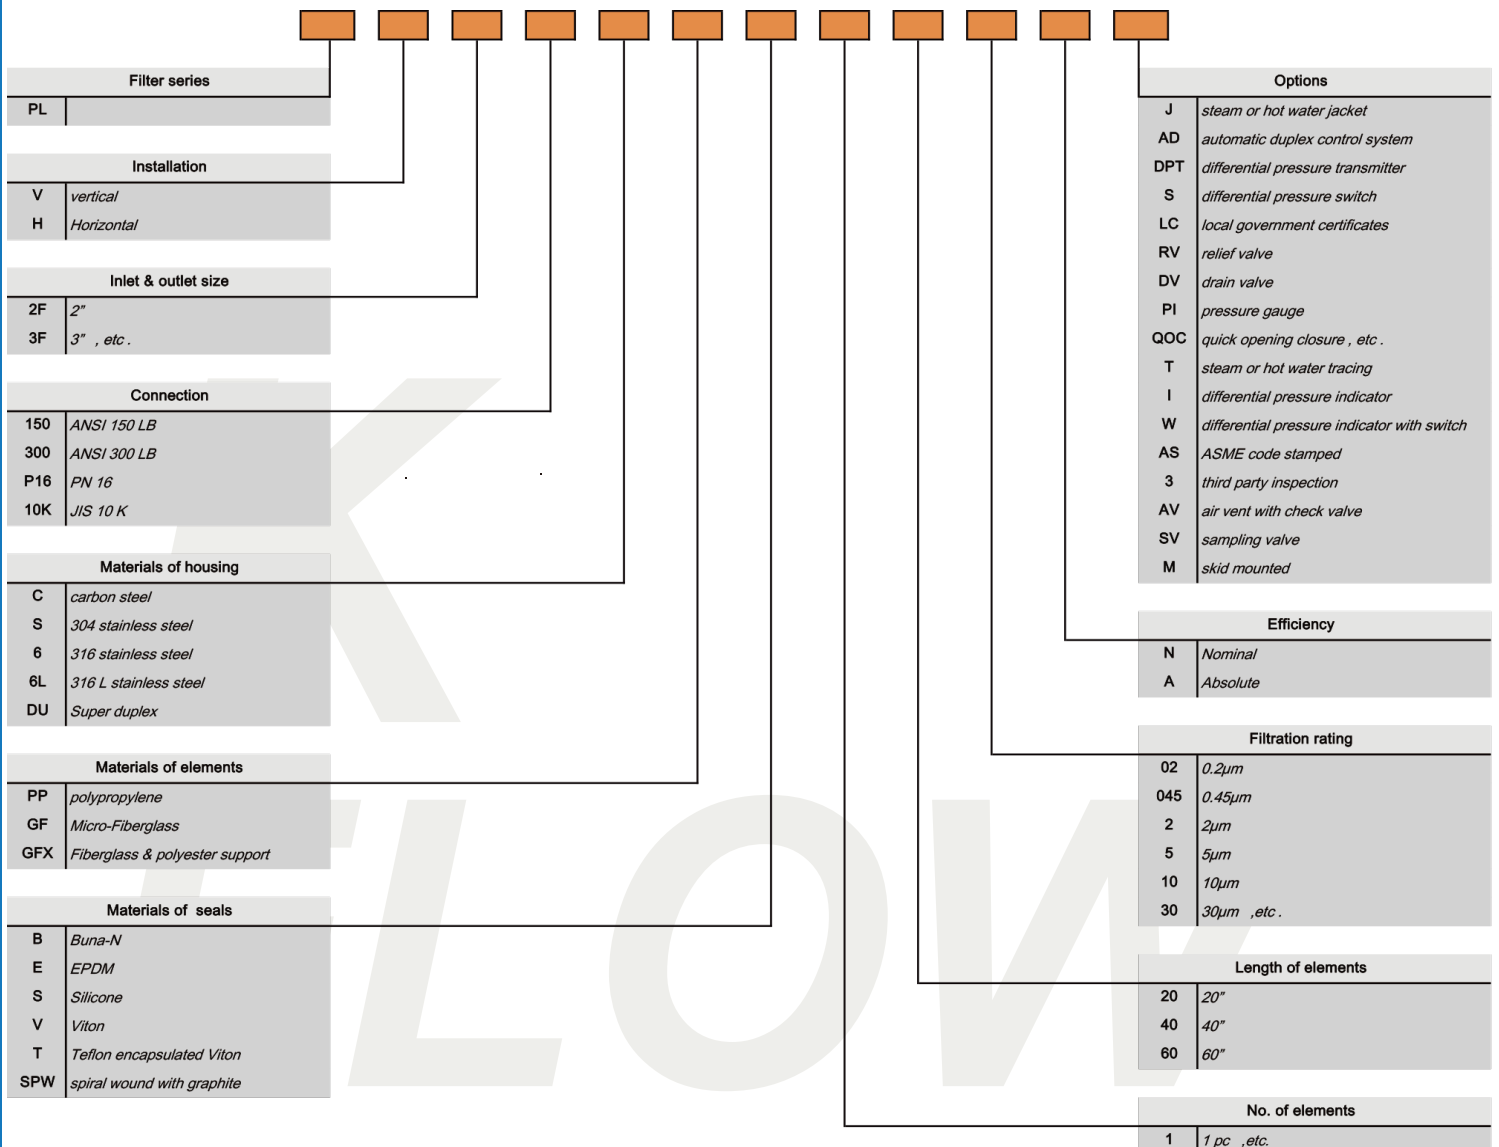 Filter series
PL
Installation
V vertical
H Horizontal
Inlet & outlet size
2F 2”
3F 3” , etc .
Connection
150 ANSI 150 LB
300 ANSI 300 LB
P16 PN 16
10K JIS 10 K
Materials of housing
C carbon steel
S 304 stainless steel
6 316 stainless steel
6L 316 L stainless steel
DU Super duplex
Materials of elements
PP polypropylene
GF Micro-Fiberglass
GFX Fiberglass & polyester support
Materials of seals
B Buna-N
E EPDM
S Silicone
V Viton
T Teflon encapsulated Viton
SPW spiral wound with graphite
Options
J steam or hot water jacket
AD automatic duplex control system
DPT differential pressure transmitter
S differential pressure switch
LC local government certificates
RV relief valve
DV drain valve
PI pressure gauge
QOC quick opening closure , etc .
T steam or hot water tracing
I differential pressure indicator
W differential pressure indicator with switch
AS ASME code stamped
3 third party inspection
AV air vent with check valve
SV sampling valve
M skid mounted
Efficiency
N Nominal
A Absolute
Filtration rating
02 0.2µm
045 0.45µm
2 2µm
5 5µm
10 10µm
30 30µm ,etc .
Length of elements
20 20”
40 40”
60 60”
No. of elements
1 1 pc ,etc.
K
FLOW